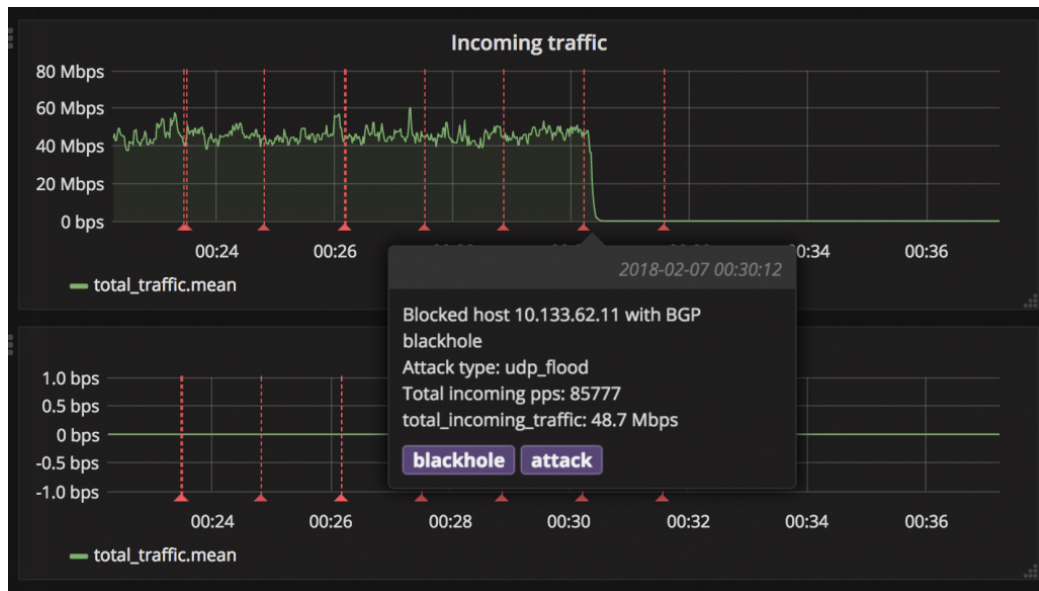 Incoming traffic
80 Mbps
60 Mbps
40 Mbps
20 Mbps
0 bps
00:24 00:26 00:34 00:36
total_traffic.mean
2018-02-07 00:30:12
Blocked host 10.133.62.11 with BGP
blackhole
Attack type: udp_flood
Total incoming pps: 85777
total_incoming_traffic: 48.7 Mbps
blackhole attack
1.0 bps
0.5 bps
0 bps
-0.5 bps
-1.0 bps
00:24 00:26 00:28 00:30 00:32 00:34 00:36
total_traffic.mean